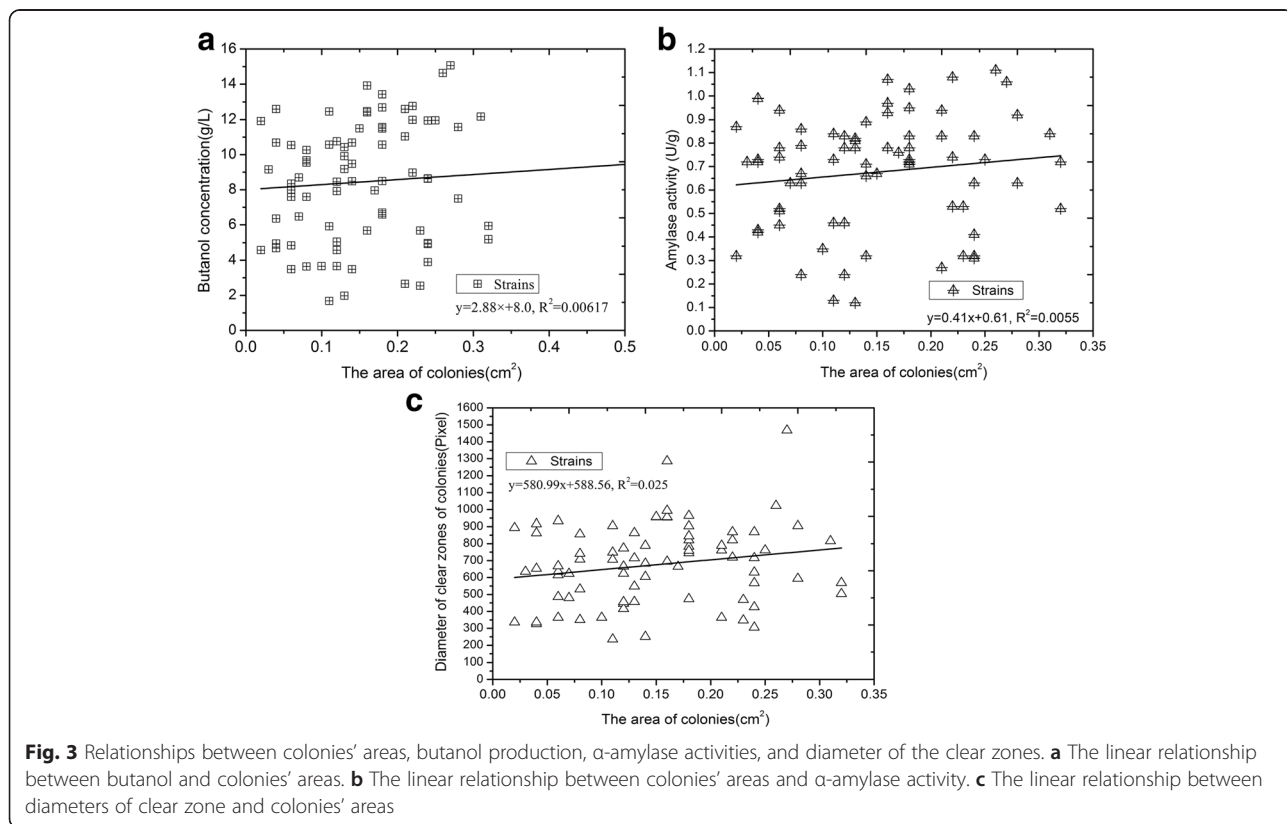 a
16
14
12
10
8
6
4
2
0
Butanol concentration(g/L)
Strains
y=2.88×+8.0, R²=0.00617
0.0 0.1 0.2 0.3 0.4 0.5
The area of colonies(cm²)
b
1.2
1.1
1.0
0.9
0.8
0.7
0.6
0.5
0.4
0.3
0.2
0.1
0.0
Amylase activity (U/g)
Strains
y=0.41x+0.61, R²=0.0055
0.00 0.05 0.10 0.15 0.20 0.25 0.30 0.35
The area of colonies(cm²)
c
1600
1500
1400
1300
1200
1100
1000
900
800
700
600
500
400
300
200
100
0
Diameter of clear zones of colonies(Pixel)
Strains
y=580.99x+588.56, R²=0.025
0.00 0.05 0.10 0.15 0.20 0.25 0.30 0.35
The area of colonies(cm²)
Fig. 3 Relationships between colonies’ areas, butanol production, α-amylase activities, and diameter of the clear zones. a The linear relationship
between butanol and colonies’ areas. b The linear relationship between colonies’ areas and α-amylase activity. c The linear relationship between
diameters of clear zone and colonies’ areas